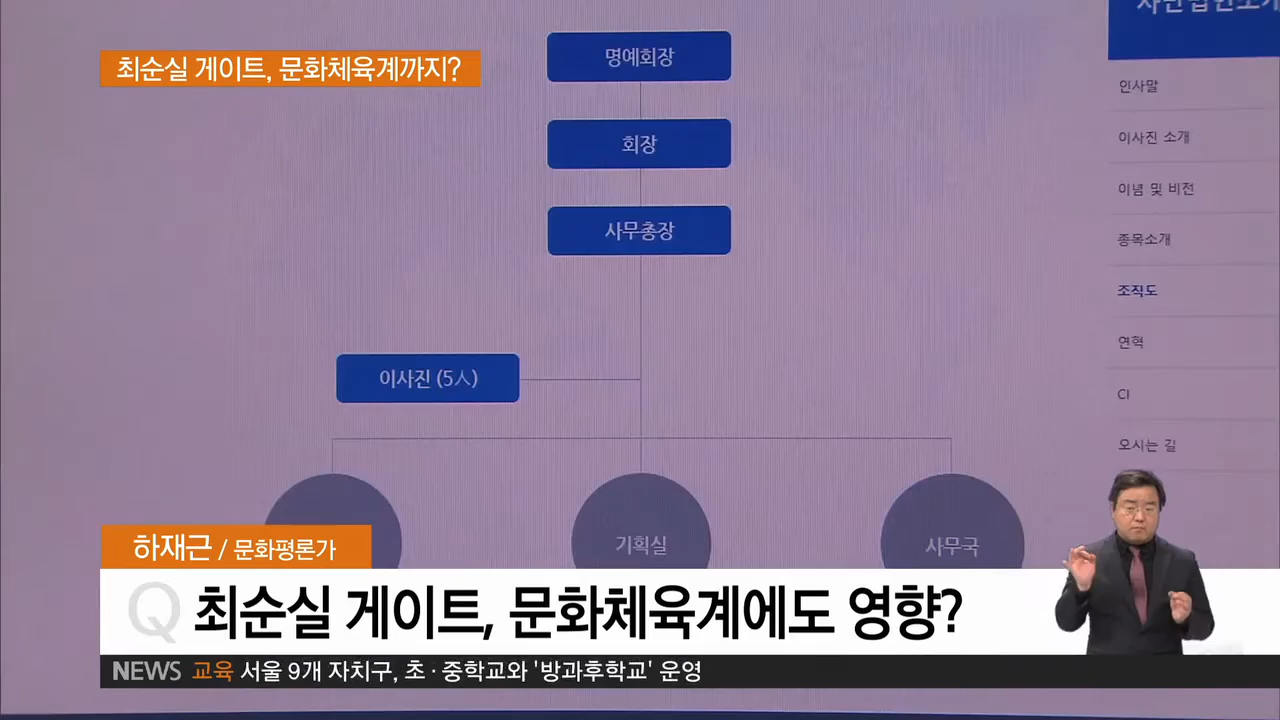 최순실 게이트, 문화체육계까지?
명예회장
회장
사무총장
이사진 (5人)
기획실
사무국
인사말
이사진 소개
이념 및 비전
종목소개
조직도
연혁
CI
오시는 길
하재근 / 문화평론가
Q 최순실 게이트, 문화체육계에도 영향?
NEWS 교육 서울 9개 자치구, 초·중학교와 '방과후학교' 운영